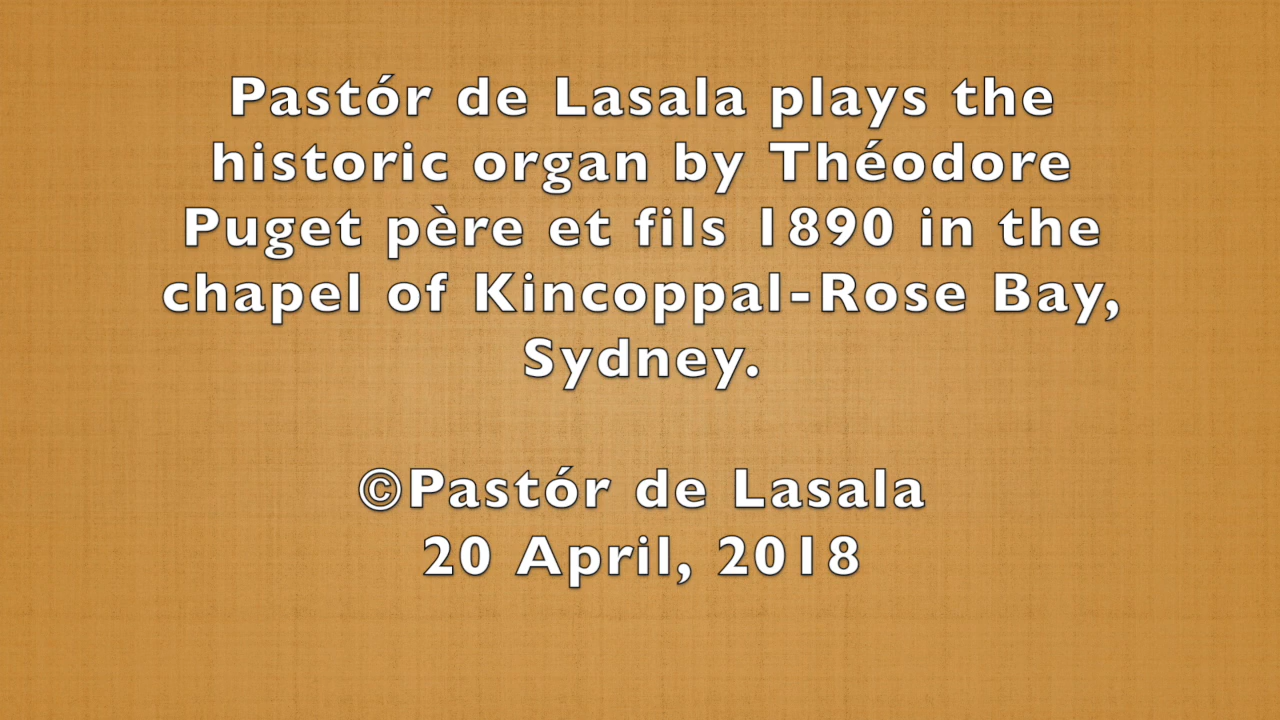 Pastór de Lasala plays the
historic organ by Théodore
Puget père et fils 1890 in the
chapel of Kincoppal-Rose Bay,
Sydney.
©Pastór de Lasala
20 April, 2018